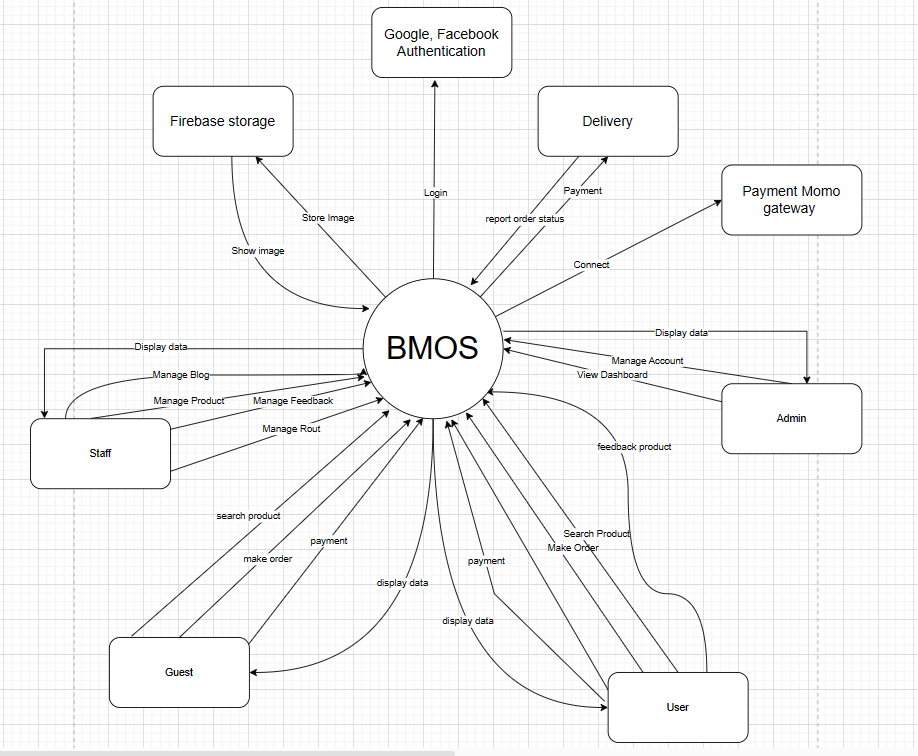 Google, Facebook
Authentication
Firebase storage
Delivery
Payment Momo
gateway
Login
Payment
Store Image
report order status
Show image
Connect
BMOS
Display data
Display data
Manage Account
View Dashboard
Manage Blog
Manage Product
Manage Feedback
Manage Rout
Staff
Admin
feedback product
search product
make order
payment
Search Product
Make Order
payment
display data
display data
Guest
User